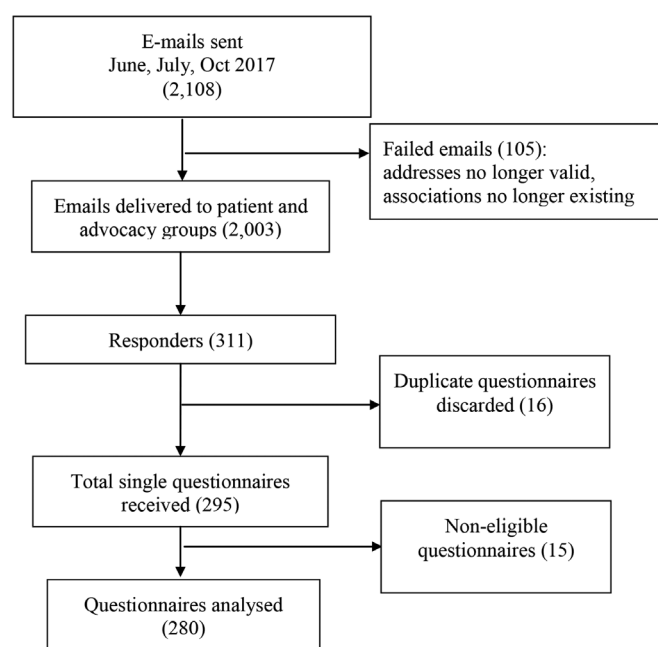 E-mails sent
June, July, Oct 2017
(2,108)
Failed emails (105):
addresses no longer valid,
associations no longer existing
Emails delivered to patient and
advocacy groups (2,003)
Responders (311)
Duplicate questionnaires
discarded (16)
Total single questionnaires
received (295)
Non-eligible
questionnaires (15)
Questionnaires analysed
(280)